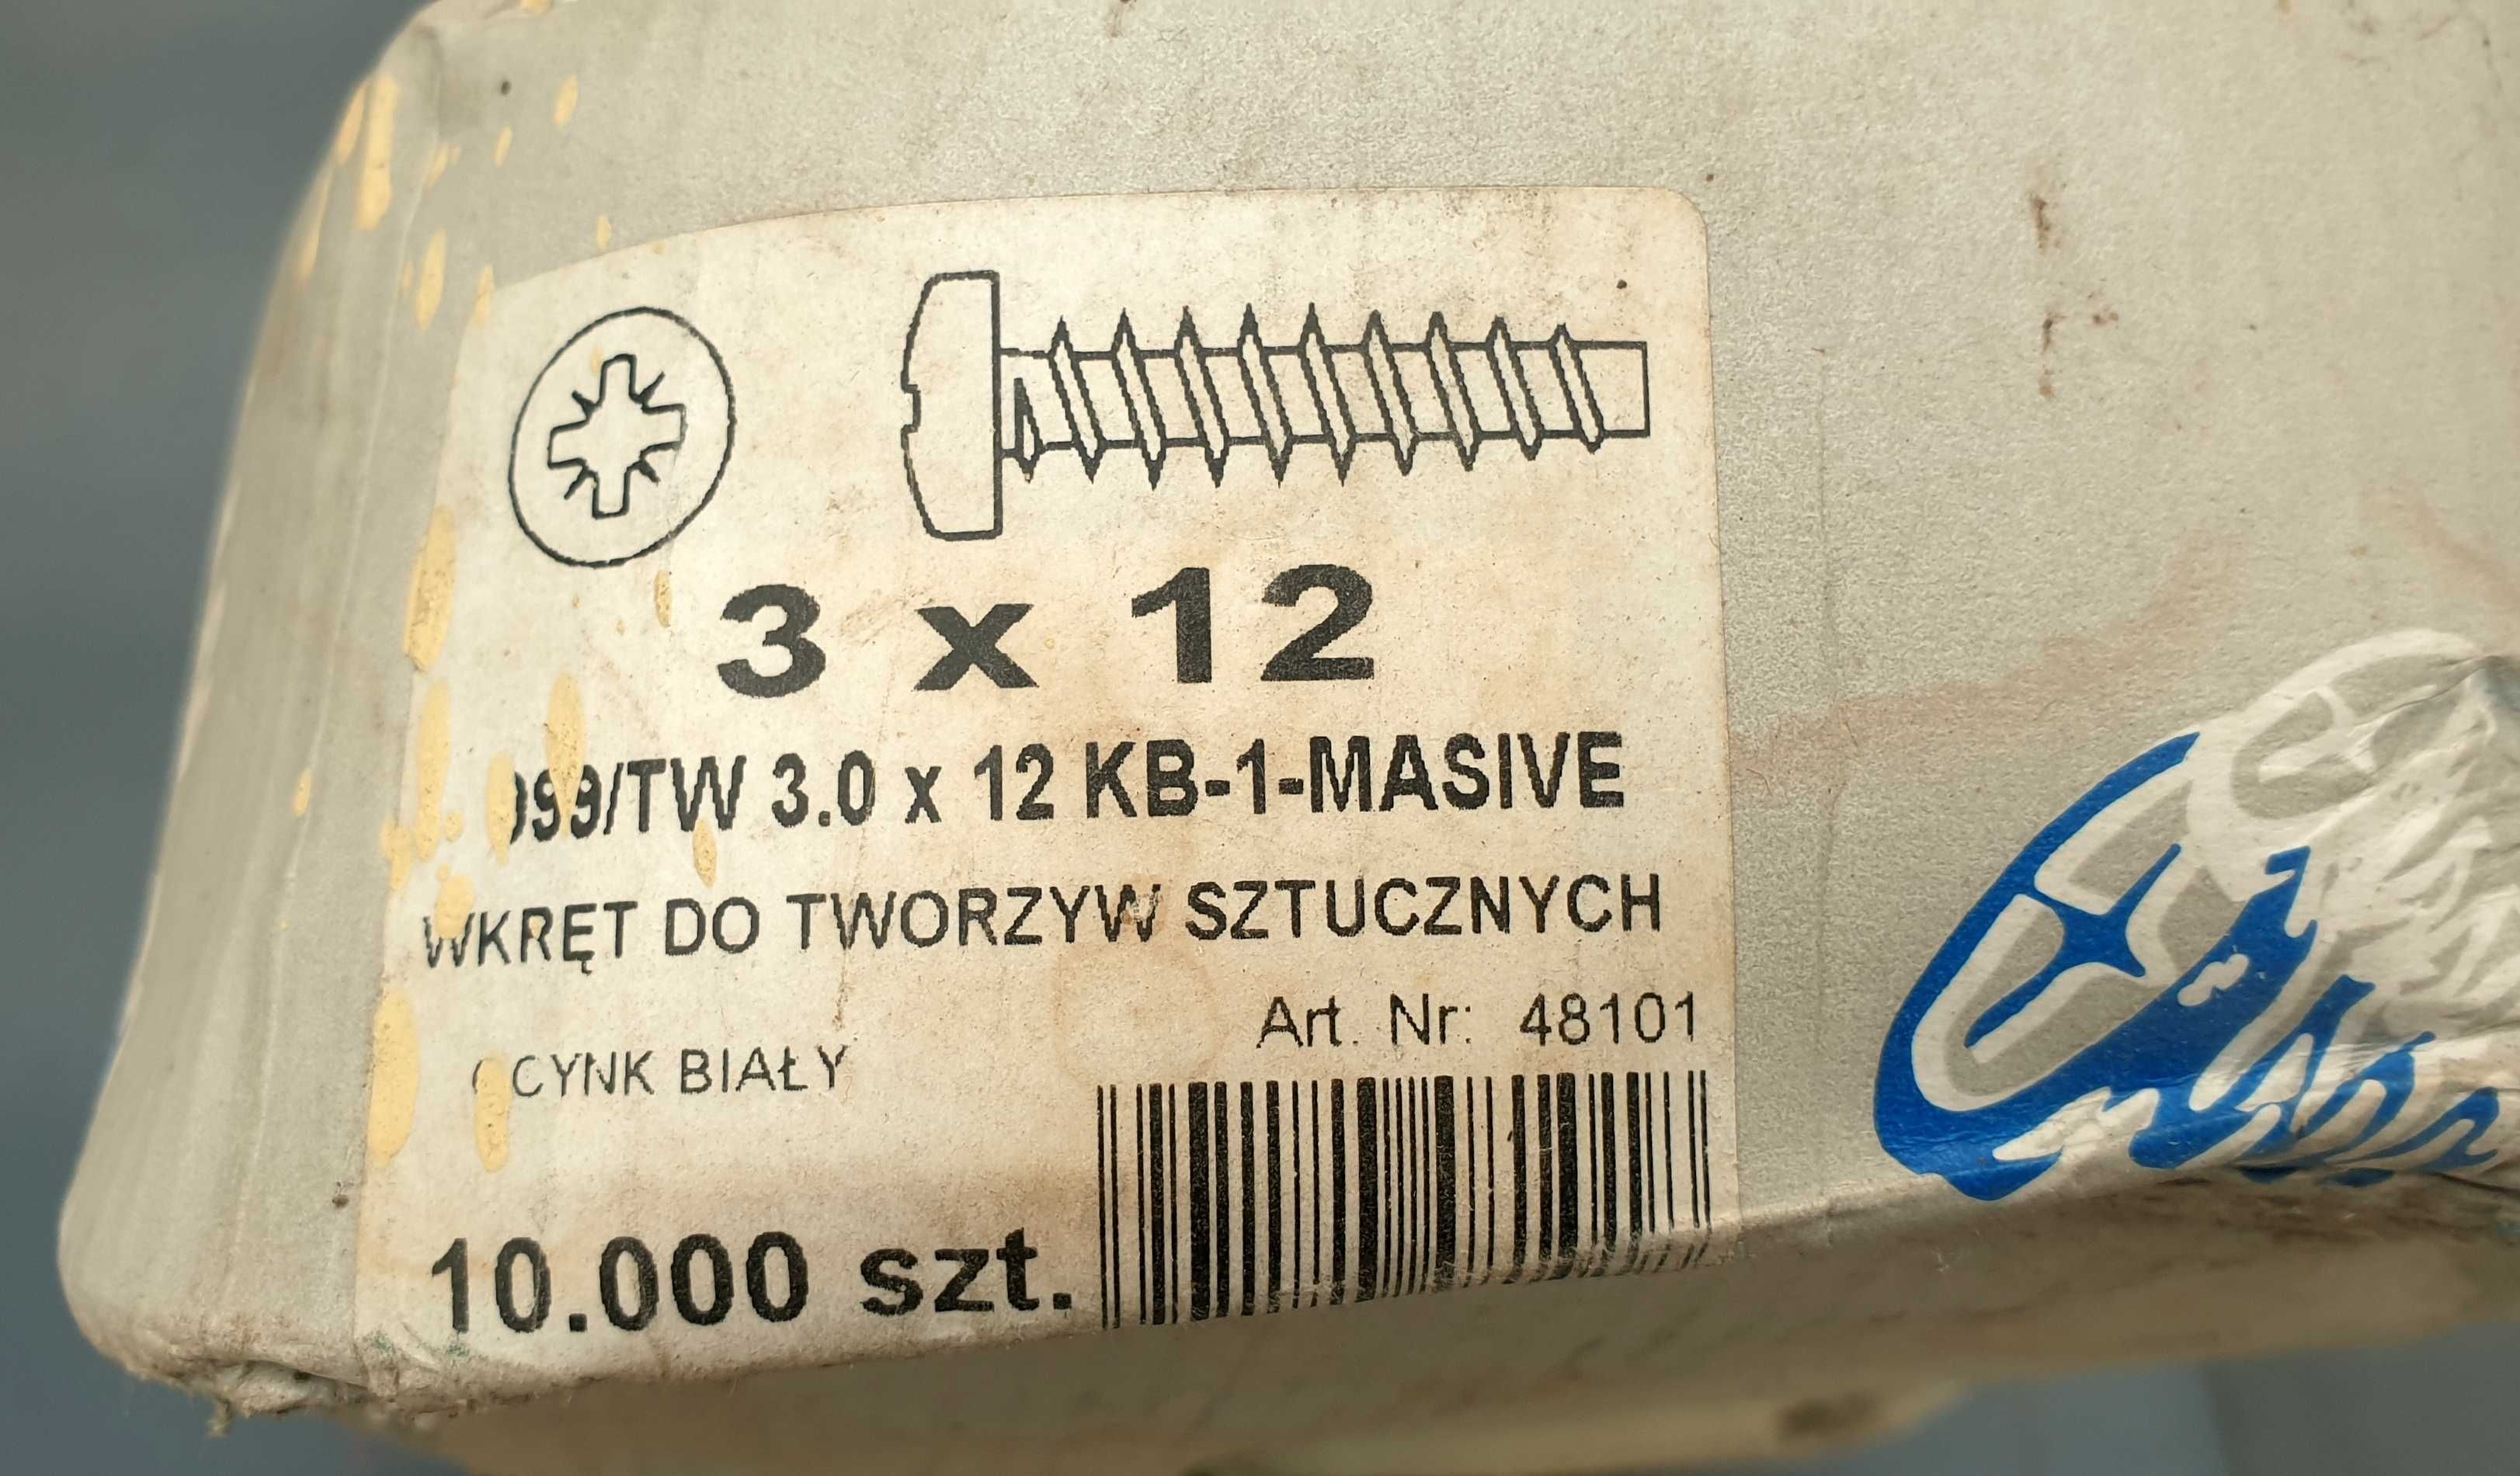 3 x 12
099/TW 3.0 x 12 KB-1-MASIVE
WKRĘT DO TWORZYW SZTUCZNYCH
Art. Nr: 48101
OCYNK BIAŁY
10.000 szt.